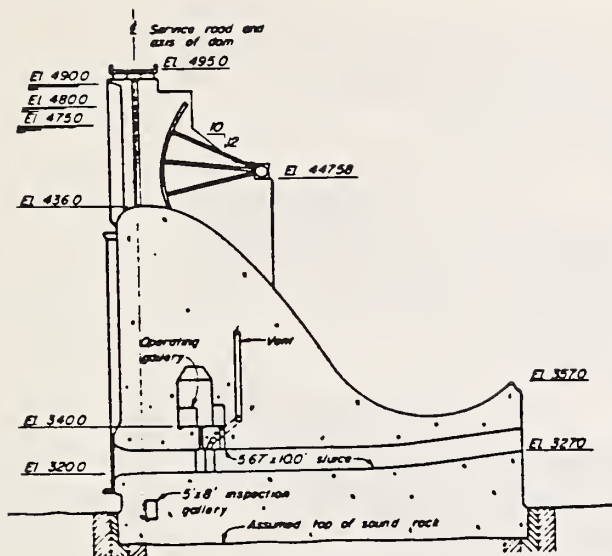 ℄ Service road and
axis of dam
El 495.0
El 490.0
El 480.0
El 475.0
10
12
El 447.58
El 436.0
Operating
gallery
Vent
El 357.0
El 340.0
El 327.0
5.67' x 10.0' sluice
El 320.0
5' x 8' inspection
gallery
Assumed top of sound rock